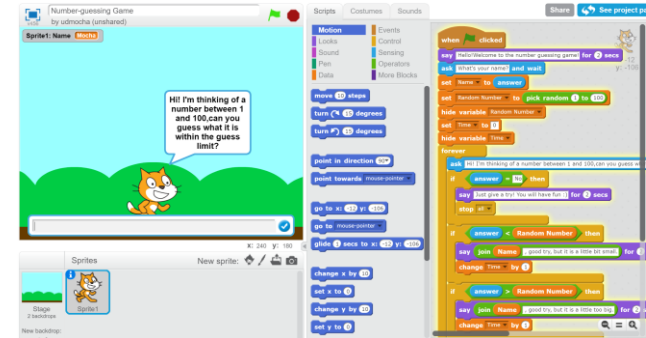 Number-guessing Game
by udmocha (unshared)
Sprite1: Name Mocha
Hi! I'm thinking of a
number between 1
and 100,can you
guess what it is
within the guess
limit?
x: 240 y: 180
Sprites
New sprite:
Stage
2 backdrops
New backdrop:
Sprite1
Scripts
Costumes
Sounds
Motion
Looks
Sound
Pen
Data
Events
Control
Sensing
Operators
More Blocks
move 10 steps
turn 15 degrees
turn 15 degrees
point in direction 90
point towards mouse-pointer
go to x: -12 y: -106
go to mouse-pointer
glide 1 secs to x: -12 y: -106
change x by 10
set x to 0
change y by 10
set y to 0
Share
See project pa
when clicked
say Hello!Welcome to the number guessing game! for 2 secs
ask What's your name? and wait
set Name to answer
set Random Number to pick random 1 to 100
hide variable Random Number
set Time to 0
hide variable Time
forever
ask Hi! I'm thinking of a number between 1 and 100,can you guess wh
if answer = No then
say Just give a try! You will have fun :) for 2 secs
stop all
if answer < Random Number then
say join Name , good try, but it is a little bit small. for
change Time by 1
if answer > Random Number then
say join Name , good try, but it is a little too big. for
change Time by 1